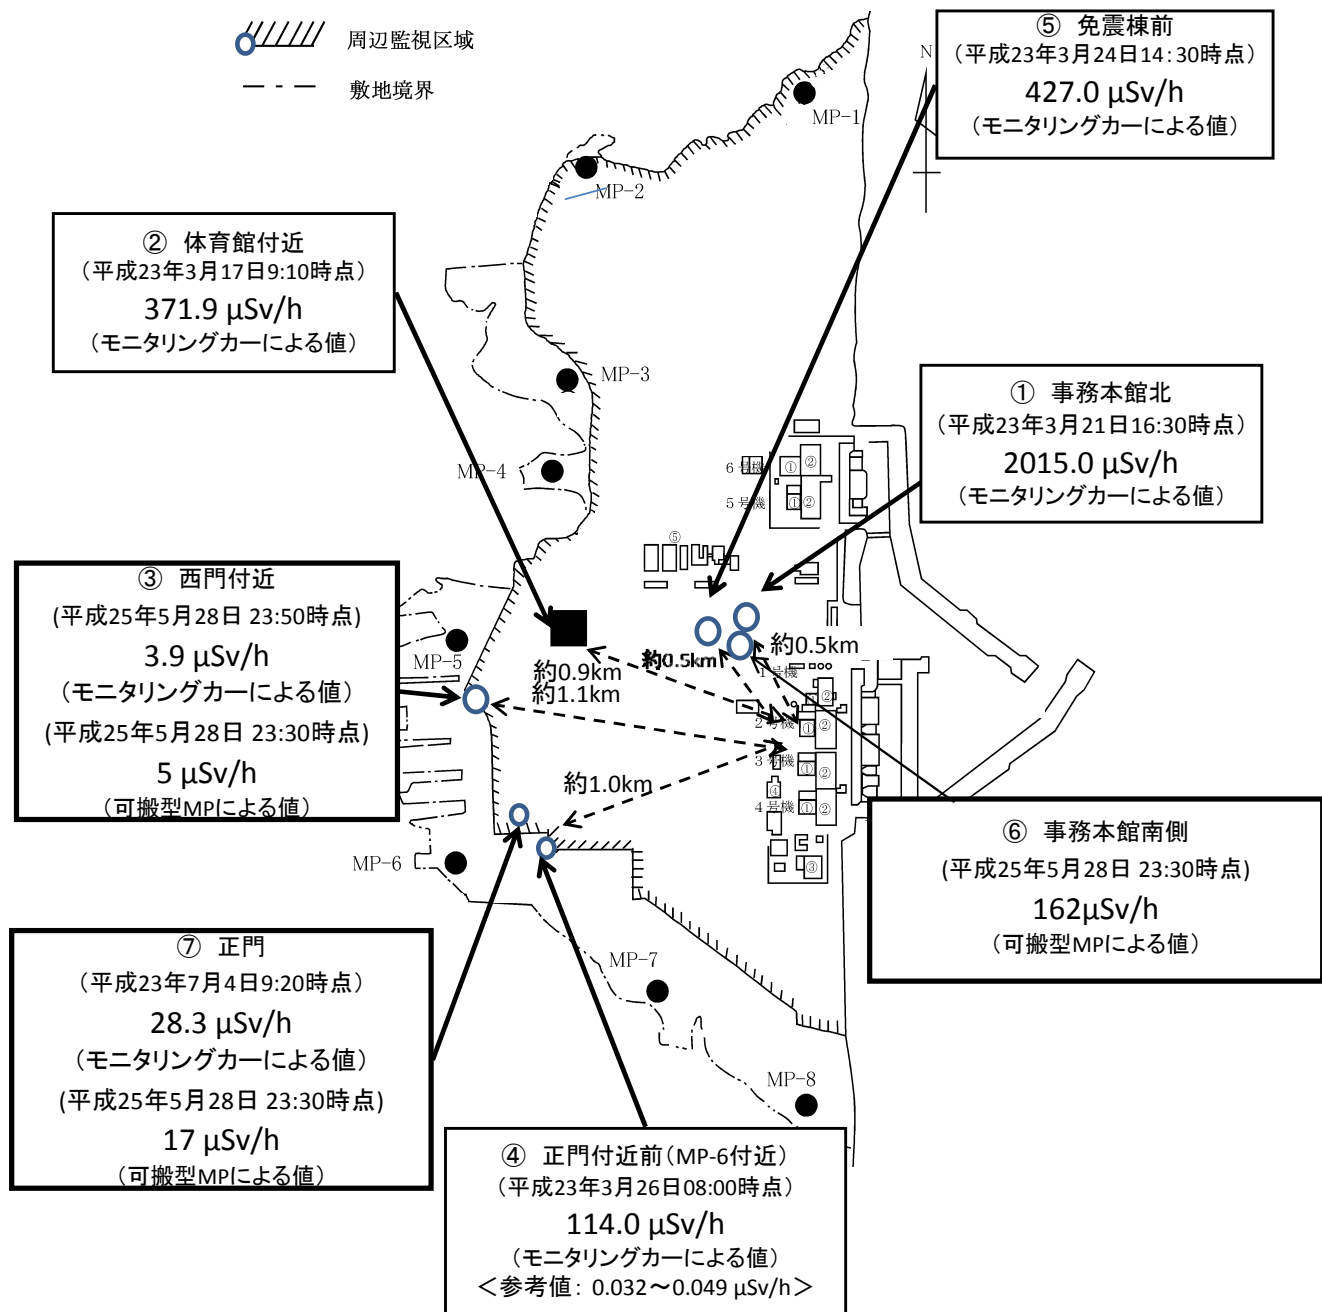 周辺監視区域
敷地境界
⑤ 免震棟前
（平成23年3月24日14：30時点）
427.0 µSv/h
（モニタリングカーによる値）
N
MP-1
MP-2
② 体育館付近
（平成23年3月17日9:10時点）
371.9 µSv/h
（モニタリングカーによる値）
MP-3
① 事務本館北
（平成23年3月21日16:30時点）
2015.0 µSv/h
（モニタリングカーによる値）
MP-4
6号機
① ②
5号機
① ②
⑤
③ 西門付近
(平成25年5月28日 23:50時点)
3.9 µSv/h
（モニタリングカーによる値）
(平成25年5月28日 23:30時点)
5 µSv/h
（可搬型MPによる値）
MP-5
約0.9km
約1.1km
約0.5km
約0.5km
1号機
②
2号機
① ②
3号機
① ②
④
4号機
① ②
③
約1.0km
MP-6
⑥ 事務本館南側
(平成25年5月28日 23:30時点)
162µSv/h
（可搬型MPによる値）
⑦ 正門
（平成23年7月4日9:20時点）
28.3 µSv/h
（モニタリングカーによる値）
(平成25年5月28日 23:30時点)
17 µSv/h
（可搬型MPによる値）
MP-7
MP-8
④ 正門付近前（MP-6付近）
（平成23年3月26日08:00時点）
114.0 µSv/h
（モニタリングカーによる値）
＜参考値： 0.032～0.049 µSv/h＞